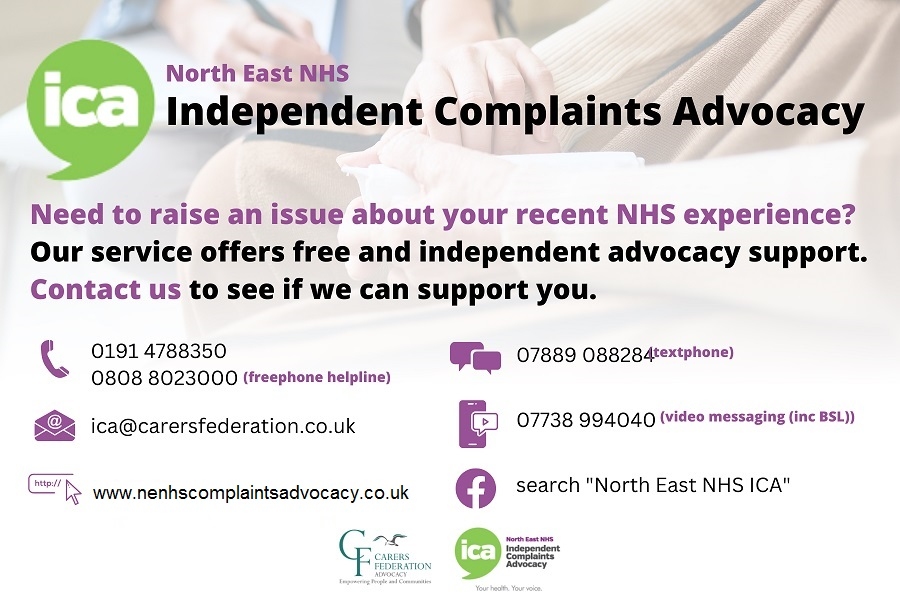 ica
North East NHS
Independent Complaints Advocacy
Need to raise an issue about your recent NHS experience?
Our service offers free and independent advocacy support.
Contact us to see if we can support you.
0191 4788350
0808 8023000 (freephone helpline)
@
ica@carersfederation.co.uk
http://
www.nenhscomplaintsadvocacy.co.uk
07889 088284 (textphone)
07738 994040 (video messaging (inc BSL))
search "North East NHS ICA"
CF
CARERS
FEDERATION
ADVOCACY
Empowering People and Communities
ica
North East NHS
Independent
Complaints
Advocacy
Your health. Your voice.